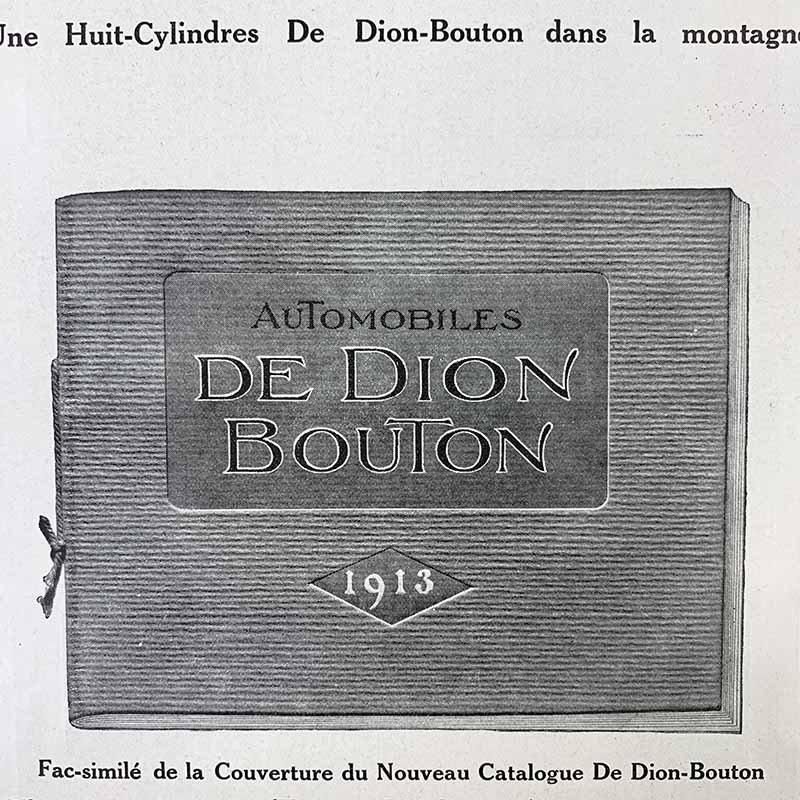 Une Huit-Cylindres De Dion-Bouton dans la montagne
AUTOMOBILES
DE DION
BOUTON
1913
Fac-similé de la Couverture du Nouveau Catalogue De Dion-Bouton